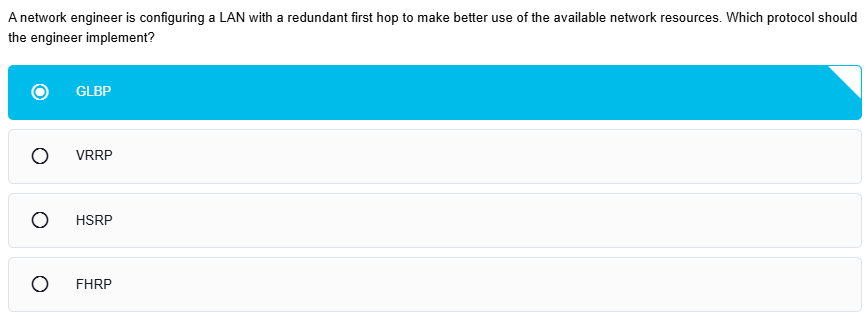 A network engineer is configuring a LAN with a redundant first hop to make better use of the available network resources. Which protocol should
the engineer implement?
GLBP
VRRP
HSRP
FHRP